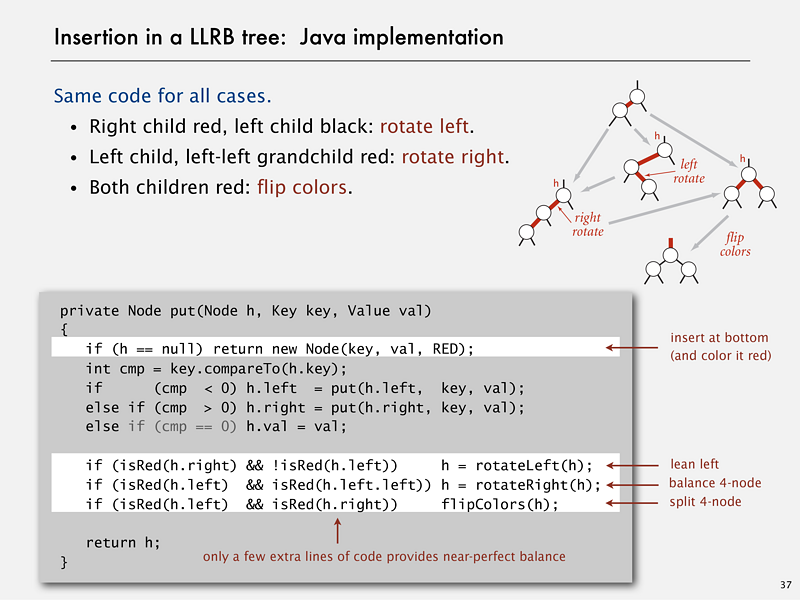 Insertion in a LLRB tree: Java implementation
Same code for all cases.
• Right child red, left child black: rotate left.
• Left child, left-left grandchild red: rotate right.
• Both children red: flip colors.
h
left
rotate
h
h
right
rotate
flip
colors
private Node put(Node h, Key key, Value val)
{
if (h == null) return new Node(key, val, RED);
insert at bottom
(and color it red)
int cmp = key.compareTo(h.key);
if (cmp < 0) h.left = put(h.left, key, val);
else if (cmp > 0) h.right = put(h.right, key, val);
else if (cmp == 0) h.val = val;
if (isRed(h.right) && !isRed(h.left)) h = rotateLeft(h);
lean left
if (isRed(h.left) && isRed(h.left.left)) h = rotateRight(h);
balance 4-node
if (isRed(h.left) && isRed(h.right)) flipColors(h);
split 4-node
return h;
only a few extra lines of code provides near-perfect balance
}
37